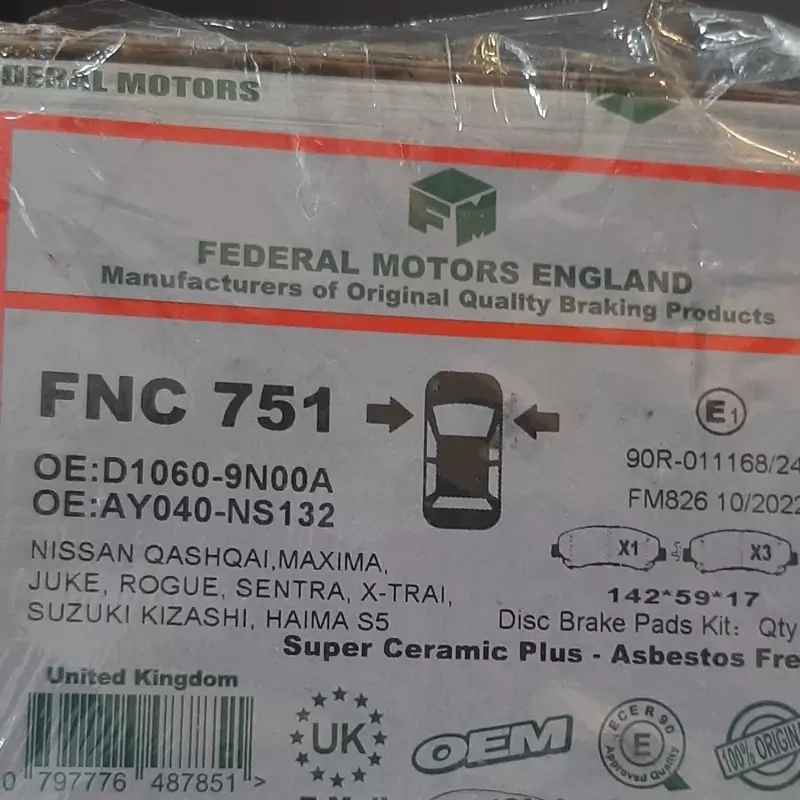 DERAL MOTORS
FM
FEDERAL MOTORS ENGLAND
Manufacturers of Original Quality Braking Products
FNC 751
E1
OE:D1060-9N00A
OE:AY040-NS132
90R-011168/24
FM826 10/2022
NISSAN QASHQAI,MAXIMA,
JUKE, ROGUE, SENTRA, X-TRAI,
SUZUKI KIZASHI, HAIMA S5
X1 X3
142*59*17
Disc Brake Pads Kit: Qty
Super Ceramic Plus - Asbestos Fre
United Kingdom
0 797776 487851 >
UK
OEM
ECE R 90
E
Approved Quality
100% ORIGIN